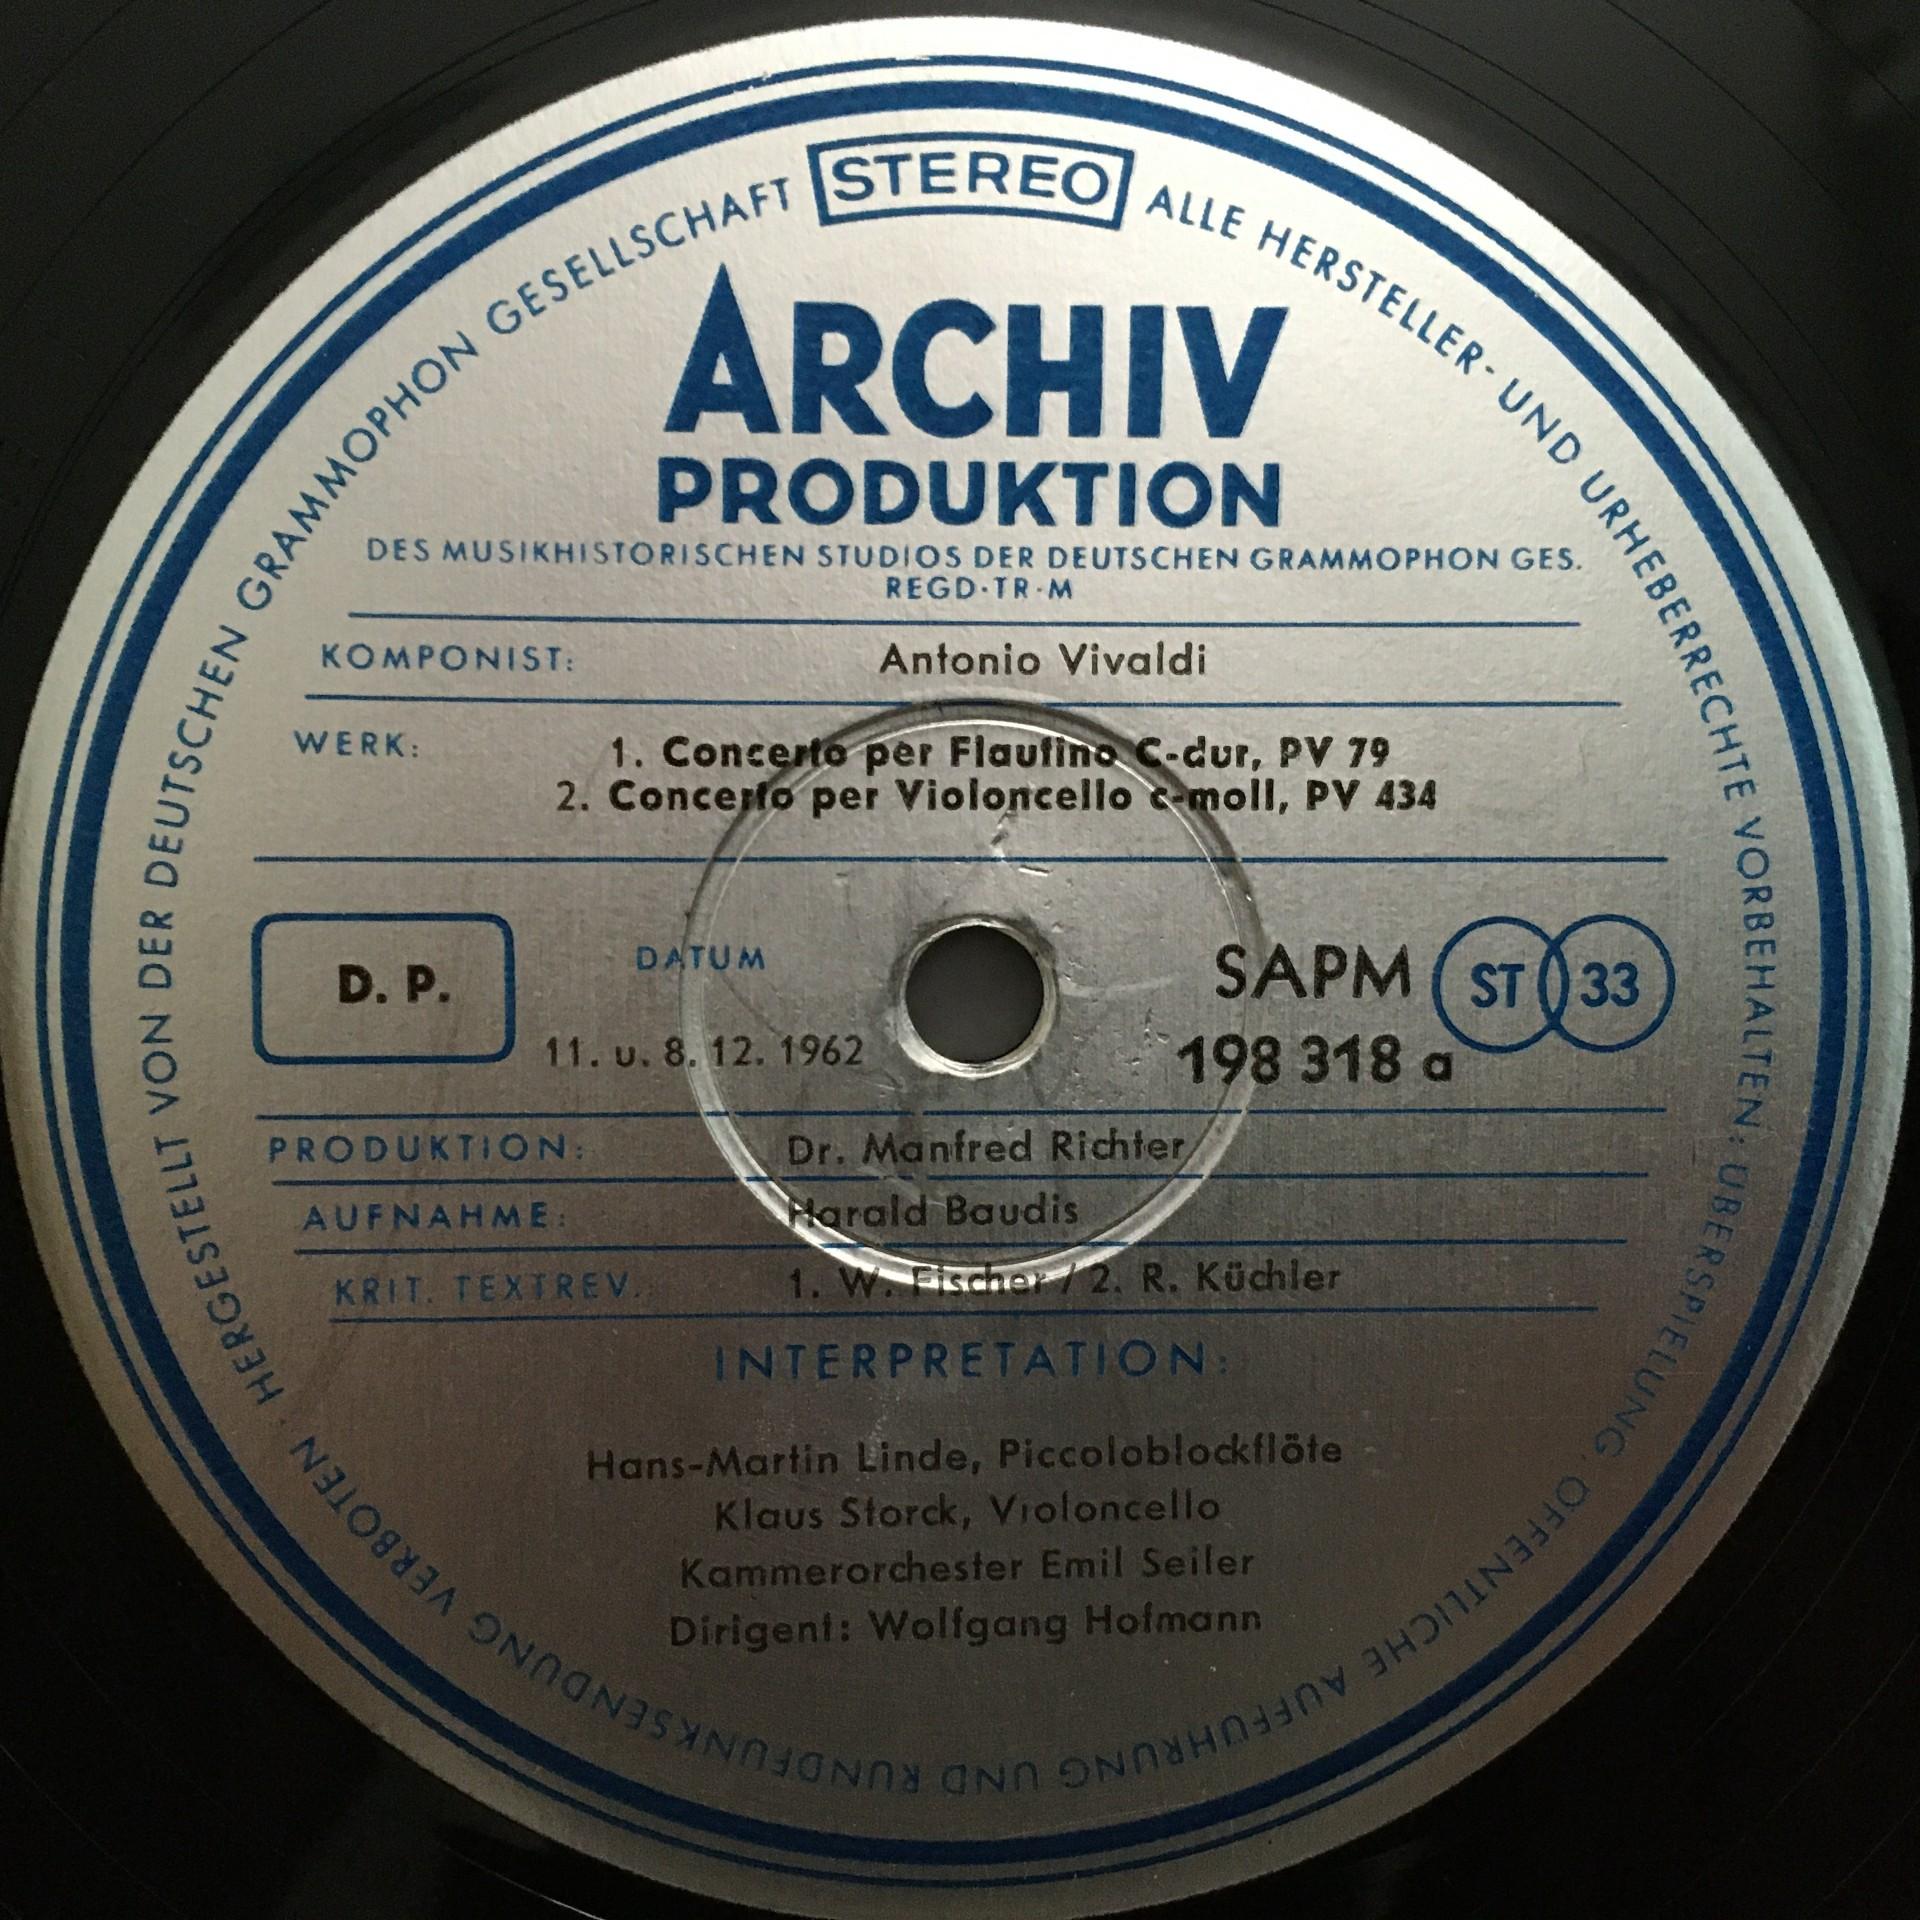 STEREO
HERGESTELLT VON DER DEUTSCHEN GRAMMOPHON GESELLSCHAFT
ALLE HERSTELLER- UND URHEBERRECHTE VORBEHALTEN; ÜBERSPIELUNG, ÖFFENTLICHE AUFFÜHRUNG UND RUNDFUNKSENDUNG VERBOTEN.
ARCHIV
PRODUKTION
DES MUSIKHISTORISCHEN STUDIOS DER DEUTSCHEN GRAMMOPHON GES.
REGD·TR·M
KOMPONIST: Antonio Vivaldi
WERK: 1. Concerto per Flautino C-dur, PV 79
2. Concerto per Violoncello c-moll, PV 434
D. P.
DATUM
11. u. 8. 12. 1962
SAPM ST 33
198 318 a
PRODUKTION: Dr. Manfred Richter
AUFNAHME: Harald Baudis
KRIT. TEXTREV. 1. W. Fischer / 2. R. Küchler
INTERPRETATION:
Hans-Martin Linde, Piccoloblockflöte
Klaus Storck, Violoncello
Kammerorchester Emil Seiler
Dirigent: Wolfgang Hofmann